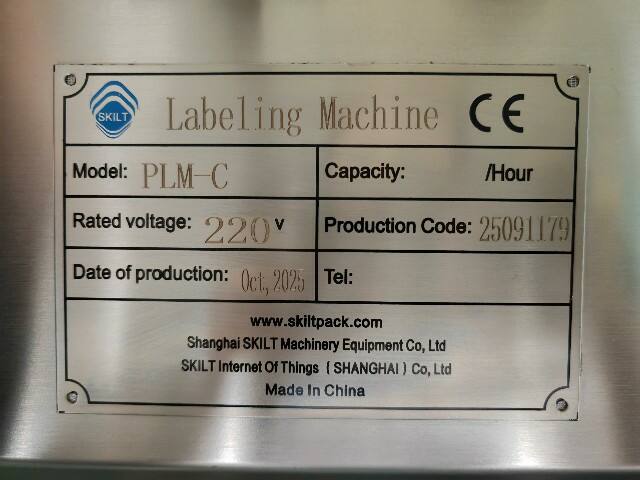 SKILT
Labeling Machine CE
Model: PLM-C
Capacity: /Hour
Rated voltage: 220 V
Production Code: 25091179
Date of production: Oct, 2025
Tel:
www.skiltpack.com
Shanghai SKILT Machinery Equipment Co, Ltd
SKILT Internet Of Things ( SHANGHAI ) Co, Ltd
Made In China